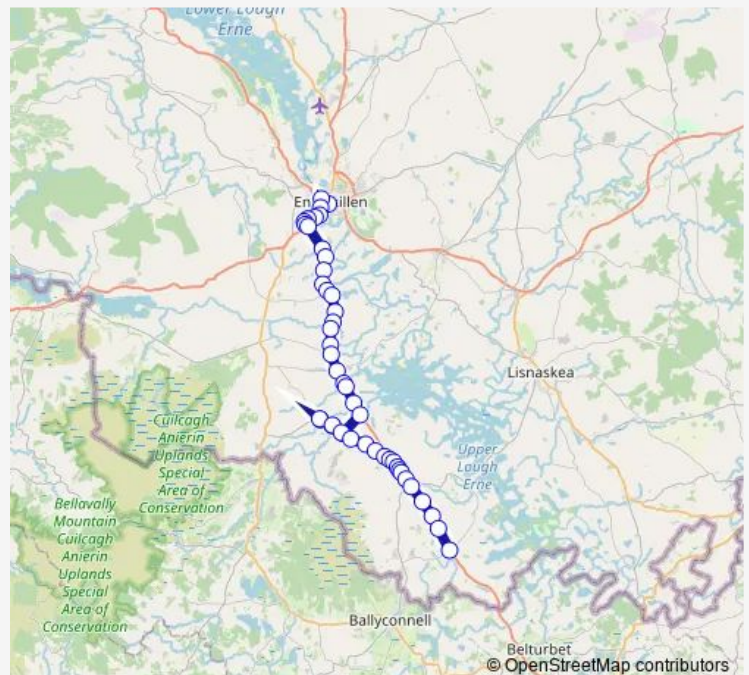 Lower Lough
Erne
Lisnaskea
Cuilcagh
Anierin
Uplands
Special
Area of
Conservation
Upper
Lough
Erne
Bellavally
Mountain
Cuilcagh
Anierin
Uplands
Special
Area of
Conservation
Ballyconnell
Belturbet
© OpenStreetMap contributors